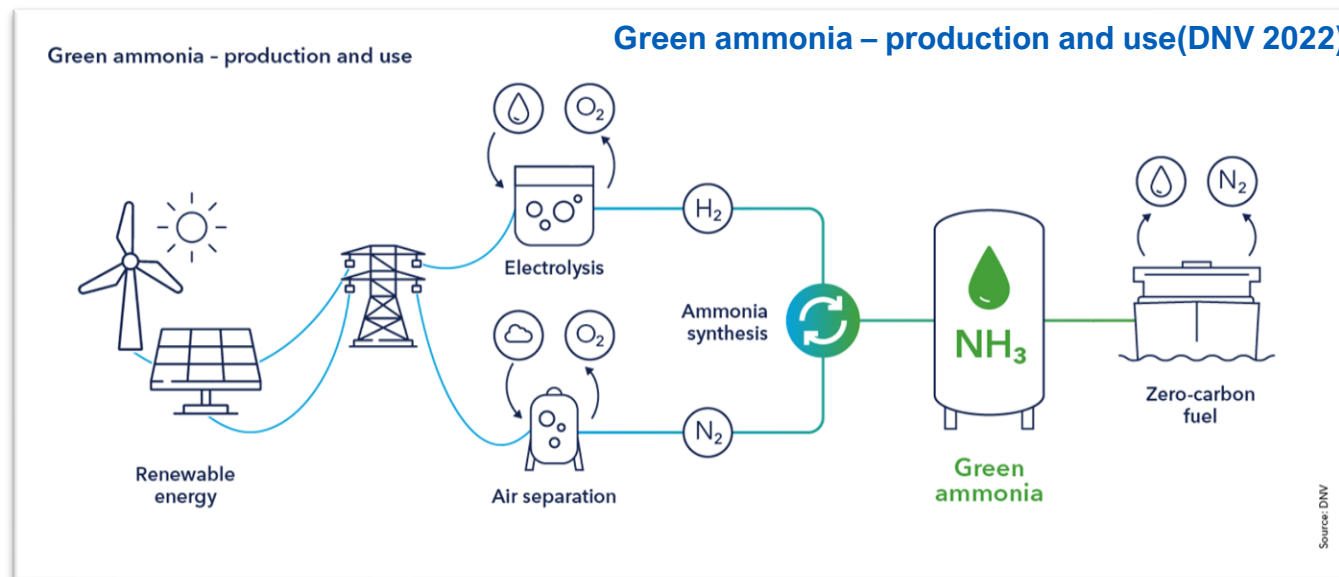 Green ammonia – production and use(DNV 2022)
Green ammonia – production and use
O₂
Electrolysis
H₂
Renewable
energy
O₂
Air separation
N₂
Ammonia
synthesis
NH₃
Green
ammonia
N₂
Zero-carbon
fuel
Source: DNV